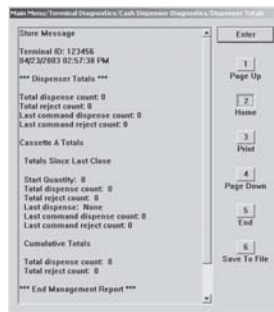 Main Menu/Terminal Diagnostics/Cash Dispenser Diagnostics/Dispenser Totals
Store Message
Terminal ID: 123456
04/23/2003 02:57:38 PM
*** Dispenser Totals ***
Total dispense count: 0
Total reject count: 0
Last command dispense count: 0
Last command reject count: 0
Cassette A Totals
Totals Since Last Close
Start Quantity: 0
Total dispense count: 0
Total reject count: 0
Last dispense: None
Last command dispense count: 0
Last command reject count: 0
Cumulative Totals
Total dispense count: 0
Total reject count: 0
*** End Management Report ***
Enter
1
Page Up
2
Home
3
Print
4
Page Down
5
End
6
Save To File